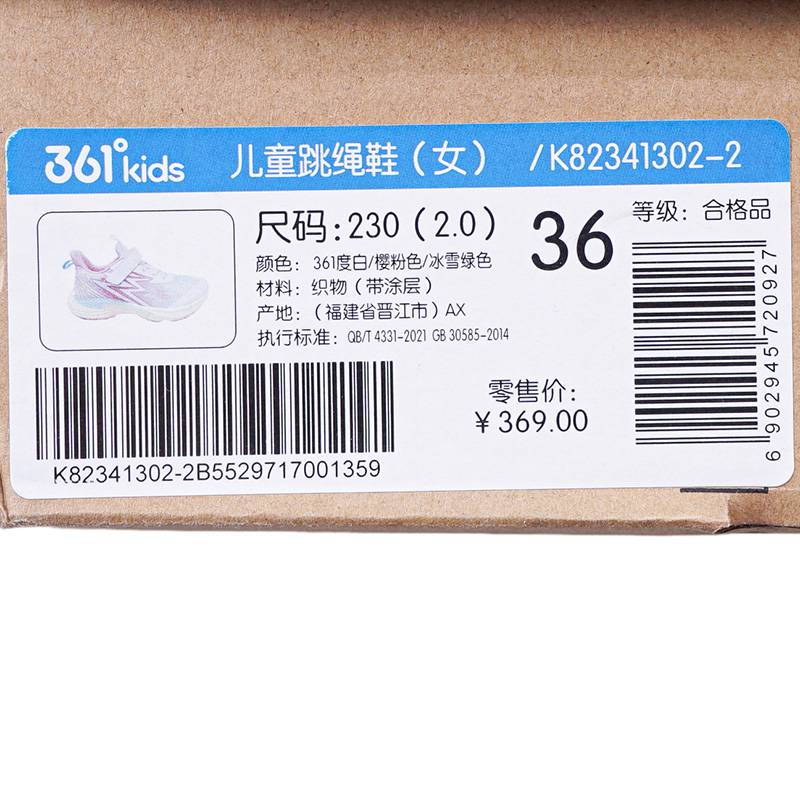 361°kids 儿童跳绳鞋（女） /K82341302-2
尺码：230（2.0） 36 等级：合格品
颜色：361度白/樱粉色/冰雪绿色
材料：织物（带涂层）
产地：（福建省晋江市）AX
执行标准：QB/T 4331-2021 GB 30585-2014
零售价：
￥369.00
K82341302-2B5529717001359
6902945720927